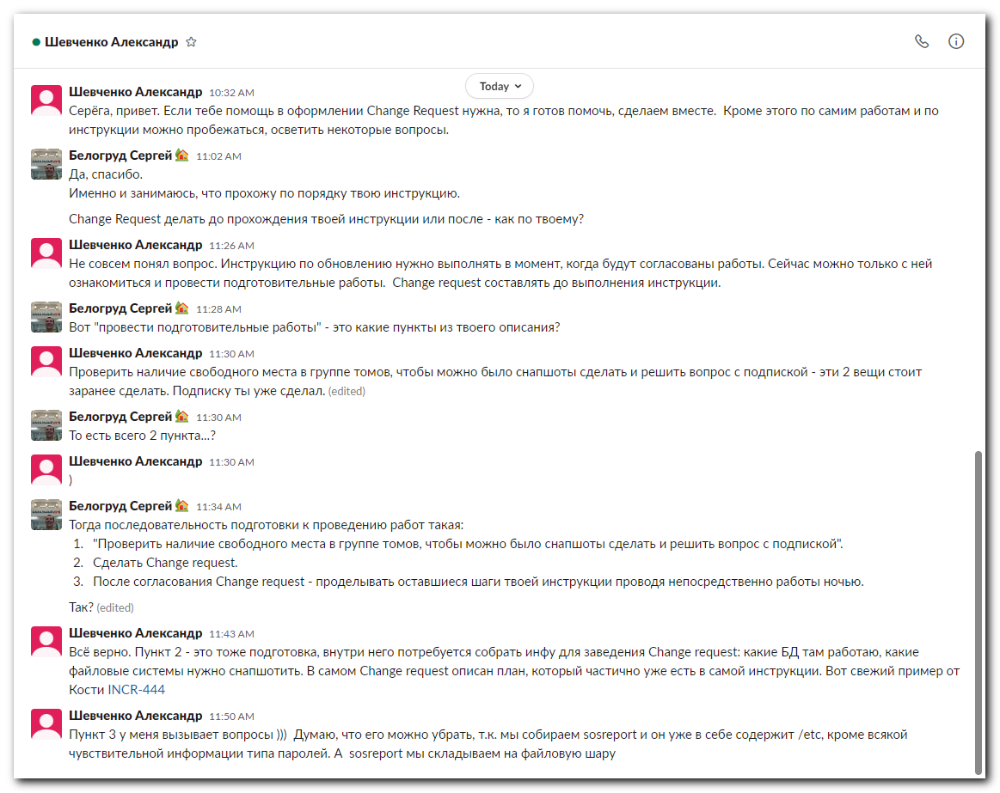 Шевченко Александр
Today
Шевченко Александр 10:32 AM
Серёга, привет. Если тебе помощь в оформлении Change Request нужна, то я готов помочь, сделаем вместе.  Кроме этого по самим работам и по
инструкции можно пробежаться, осветить некоторые вопросы.
Белогруд Сергей 11:02 AM
Да, спасибо.
Именно и занимаюсь, что прохожу по порядку твою инструкцию.
Change Request делать до прохождения твоей инструкции или после - как по твоему?
Шевченко Александр 11:26 AM
Не совсем понял вопрос. Инструкцию по обновлению нужно выполнять в момент, когда будут согласованы работы. Сейчас можно только с ней
ознакомиться и провести подготовительные работы.  Change request составлять до выполнения инструкции.
Белогруд Сергей 11:28 AM
Вот "провести подготовительные работы" - это какие пункты из твоего описания?
Шевченко Александр 11:30 AM
Проверить наличие свободного места в группе томов, чтобы можно было снапшоты сделать и решить вопрос с подпиской - эти 2 вещи стоит
заранее сделать. Подписку ты уже сделал. (edited)
Белогруд Сергей 11:30 AM
То есть всего 2 пункта...?
Шевченко Александр 11:30 AM
)
Белогруд Сергей 11:34 AM
Тогда последовательность подготовки к проведению работ такая:
1. "Проверить наличие свободного места в группе томов, чтобы можно было снапшоты сделать и решить вопрос с подпиской".
2. Сделать Change request.
3. После согласования Change request - проделывать оставшиеся шаги твоей инструкции проводя непосредственно работы ночью.
Так? (edited)
Шевченко Александр 11:43 AM
Всё верно. Пункт 2 - это тоже подготовка, внутри него потребуется собрать инфу для заведения Change request: какие БД там работаю, какие
файловые системы нужно снапшотить. В самом Change request описан план, который частично уже есть в самой инструкции. Вот свежий пример от
Кости INCR-444
Шевченко Александр 11:50 AM
Пункт 3 у меня вызывает вопросы )))  Думаю, что его можно убрать, т.к. мы собираем sosreport и он уже в себе содержит /etc, кроме всякой
чувствительной информации типа паролей. А  sosreport мы складываем на файловую шару